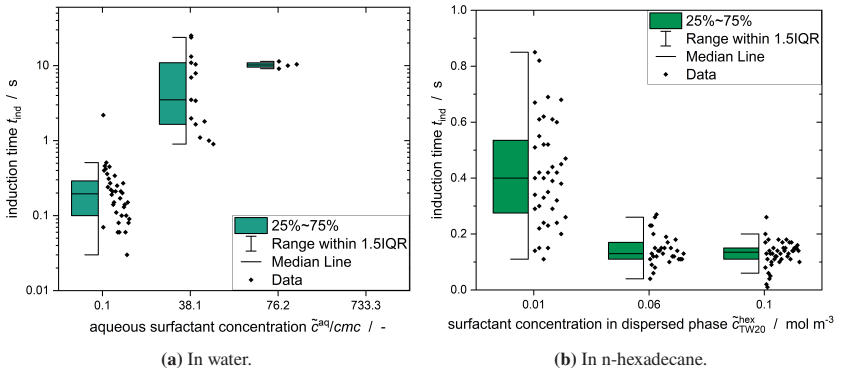 induction time t_ind / s
10
1
0.1
0.01
25%~75%
Range within 1.5IQR
Median Line
Data
0.1 38.1 76.2 733.3
aqueous surfactant concentration c̃^aq/cmc / -
(a) In water.
induction time t_ind / s
1.0
0.8
0.6
0.4
0.2
0.0
25%~75%
Range within 1.5IQR
Median Line
Data
0.01 0.06 0.1
surfactant concentration in dispersed phase c̃^hex_TW20 / mol m^-3
(b) In n-hexadecane.